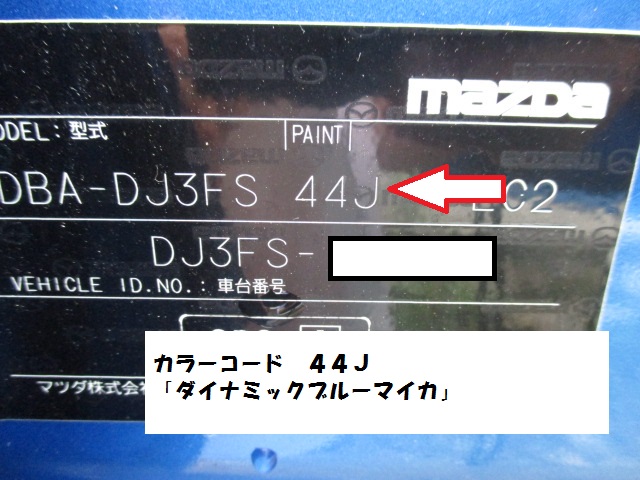 mazda
MODEL: 型式 PAINT
DBA-DJ3FS 44J C2
DJ3FS-
VEHICLE ID.NO.: 車台番号
カラーコード ４４Ｊ
「ダイナミックブルーマイカ」
マツダ株式会